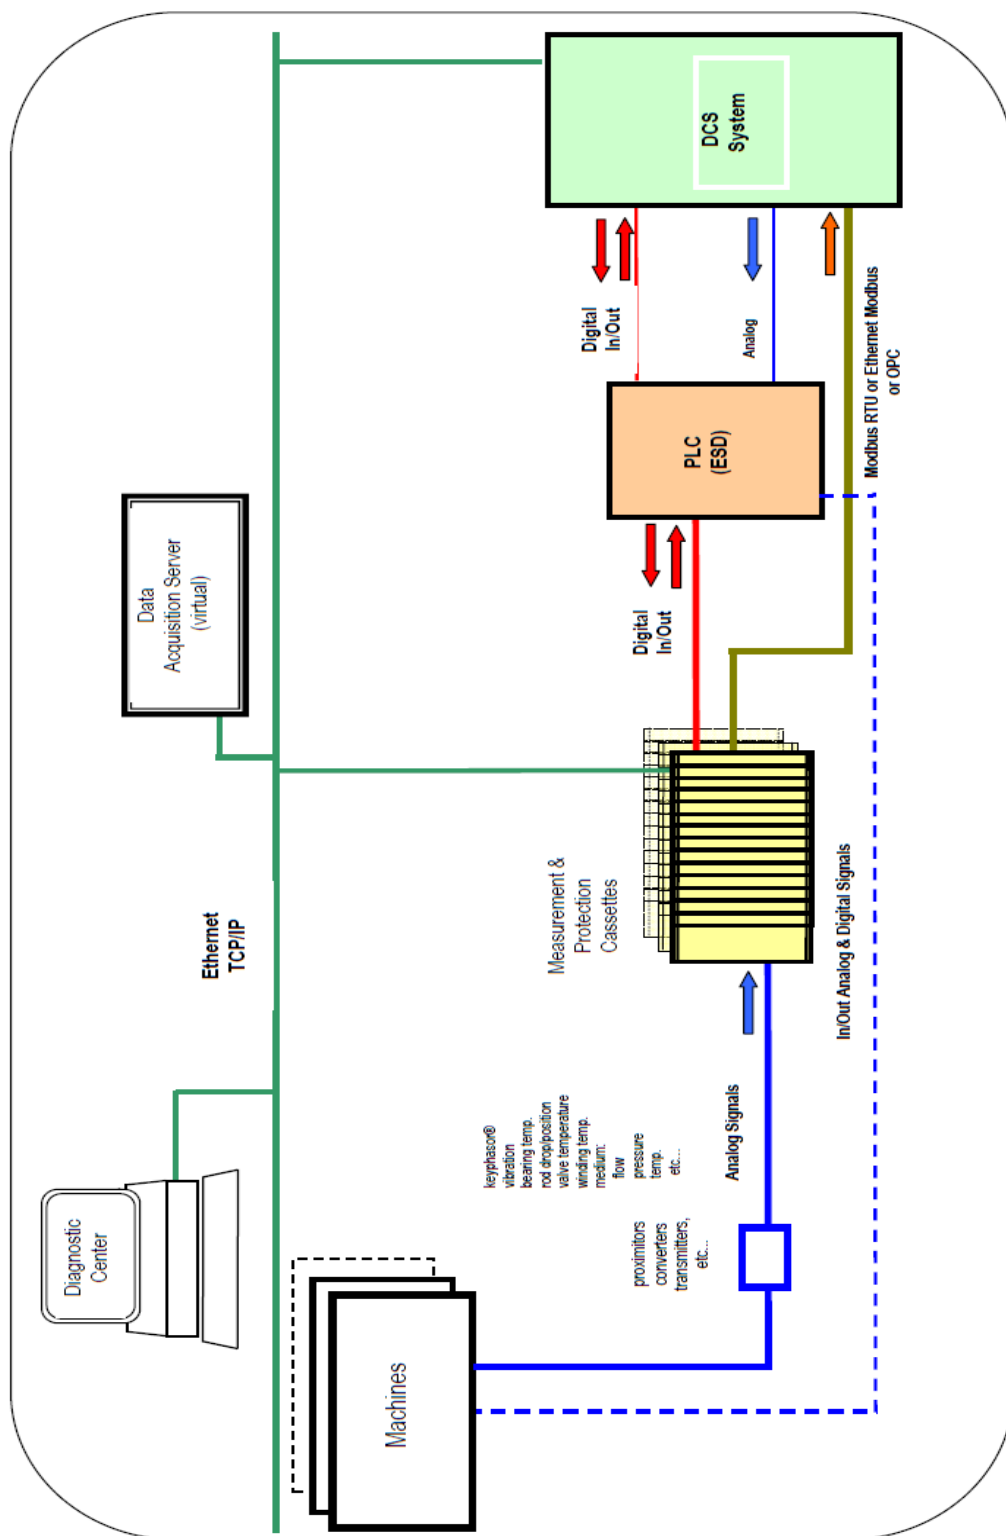 Diagnostic
Center
Ethernet
TCP/IP
Data
Acquisition Server
(virtual)
Machines
keyphasor®
vibration
bearing temp.
rod drop/position
valve temperature
winding temp.
medium:
flow
pressure
temp.
etc...
proximitors
converters
transmitters,
etc...
Analog Signals
Measurement &
Protection
Cassettes
In/Out Analog & Digital Signals
Digital
In/Out
PLC
(ESD)
Digital
In/Out
Analog
Modbus RTU or Ethernet Modbus
or OPC
DCS
System